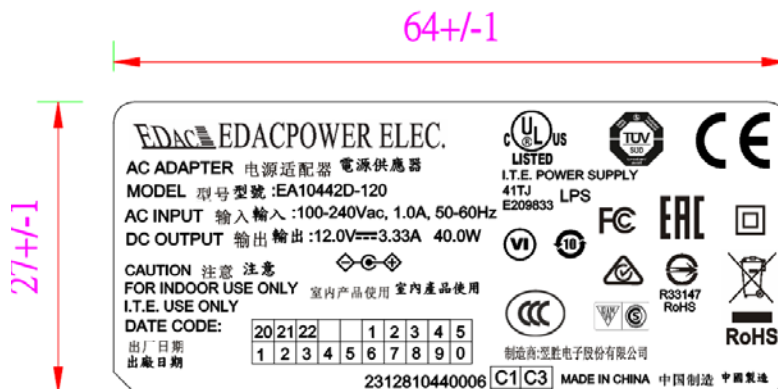 64+/-1
27+/-1
EDAC EDACPOWER ELEC.
AC ADAPTER 电源适配器 電源供應器
MODEL 型号 型號 :EA10442D-120
AC INPUT 输入 輸入 :100-240Vac, 1.0A, 50-60Hz
DC OUTPUT 输出 輸出 :12.0V⎓3.33A 40.0W
CAUTION 注意 注意
FOR INDOOR USE ONLY 室内产品使用 室內產品使用
I.T.E. USE ONLY
DATE CODE:
出厂日期
出廠日期
20 21 22 1 2 3 4 5
1 2 3 4 5 6 7 8 9 0
2312810440006 C1 C3 MADE IN CHINA 中国制造 中國製造
C UL US
LISTED
I.T.E. POWER SUPPLY
41TJ
E209833 LPS
TÜV
SÜD
CE
FC
EAC
VI
10
CCC
S
R33147
RoHS
RoHS
制造商:翌胜电子股份有限公司